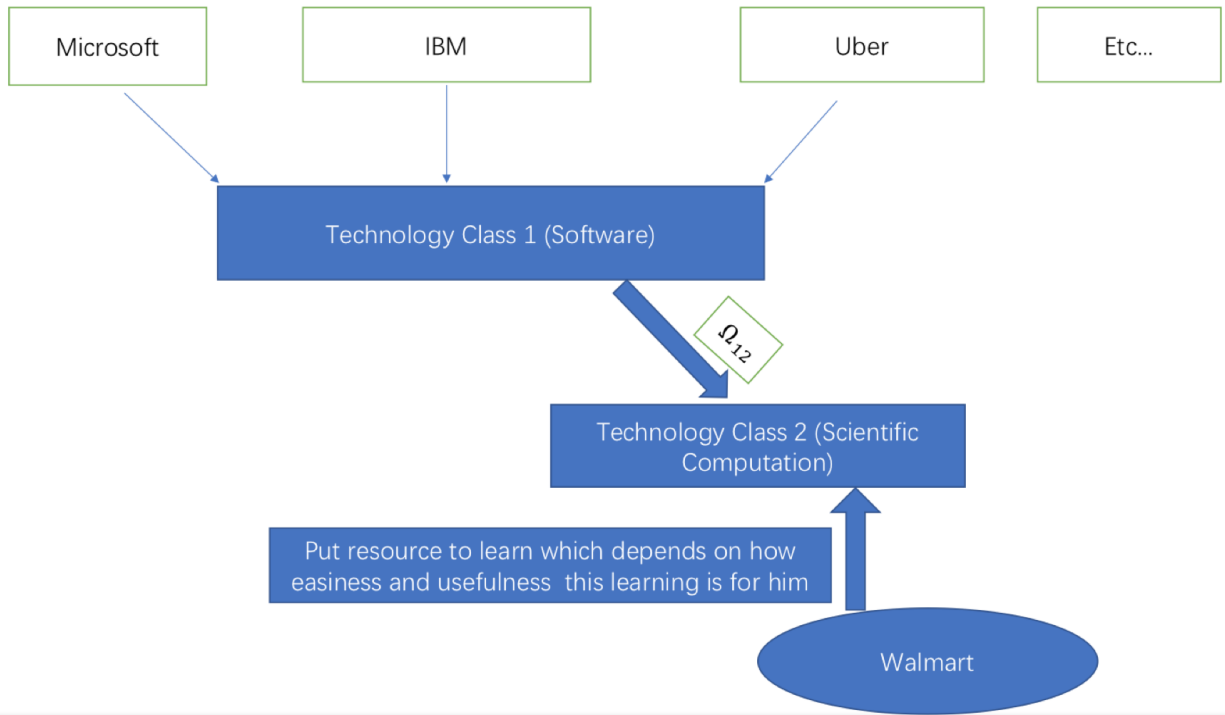 Microsoft
IBM
Uber
Etc...
Technology Class 1 (Software)
Ω₁₂
Technology Class 2 (Scientific
Computation)
Put resource to learn which depends on how
easiness and usefulness  this learning is for him
Walmart